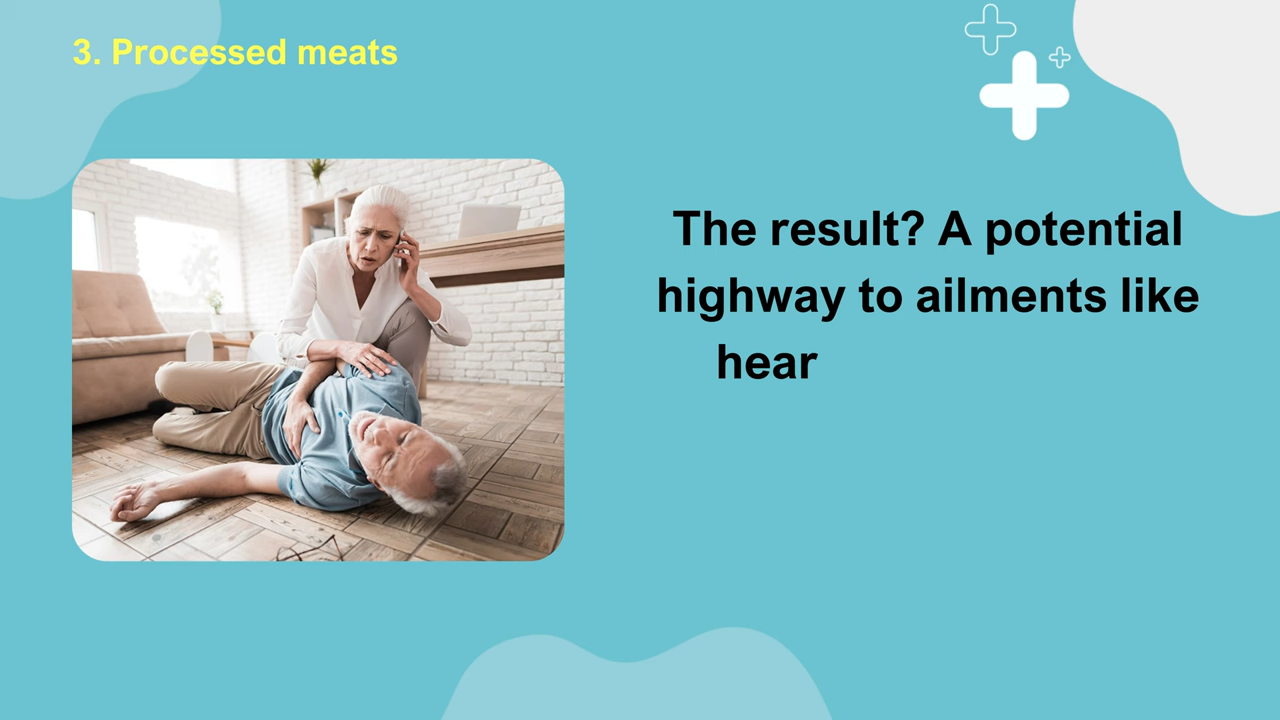 3. Processed meats
The result? A potential
highway to ailments like
hear